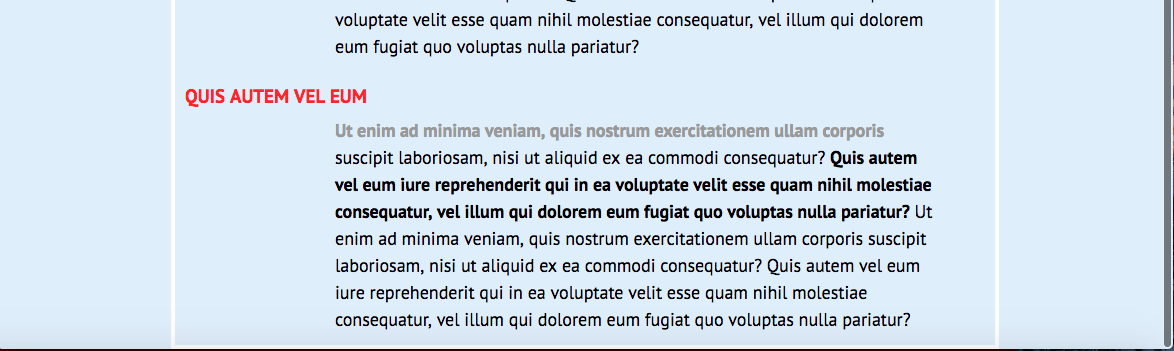 voluptate velit esse quam nihil molestiae consequatur, vel illum qui dolorem
eum fugiat quo voluptas nulla pariatur?
QUIS AUTEM VEL EUM
Ut enim ad minima veniam, quis nostrum exercitationem ullam corporis
suscipit laboriosam, nisi ut aliquid ex ea commodi consequatur? Quis autem
vel eum iure reprehenderit qui in ea voluptate velit esse quam nihil molestiae
consequatur, vel illum qui dolorem eum fugiat quo voluptas nulla pariatur? Ut
enim ad minima veniam, quis nostrum exercitationem ullam corporis suscipit
laboriosam, nisi ut aliquid ex ea commodi consequatur? Quis autem vel eum
iure reprehenderit qui in ea voluptate velit esse quam nihil molestiae
consequatur, vel illum qui dolorem eum fugiat quo voluptas nulla pariatur?